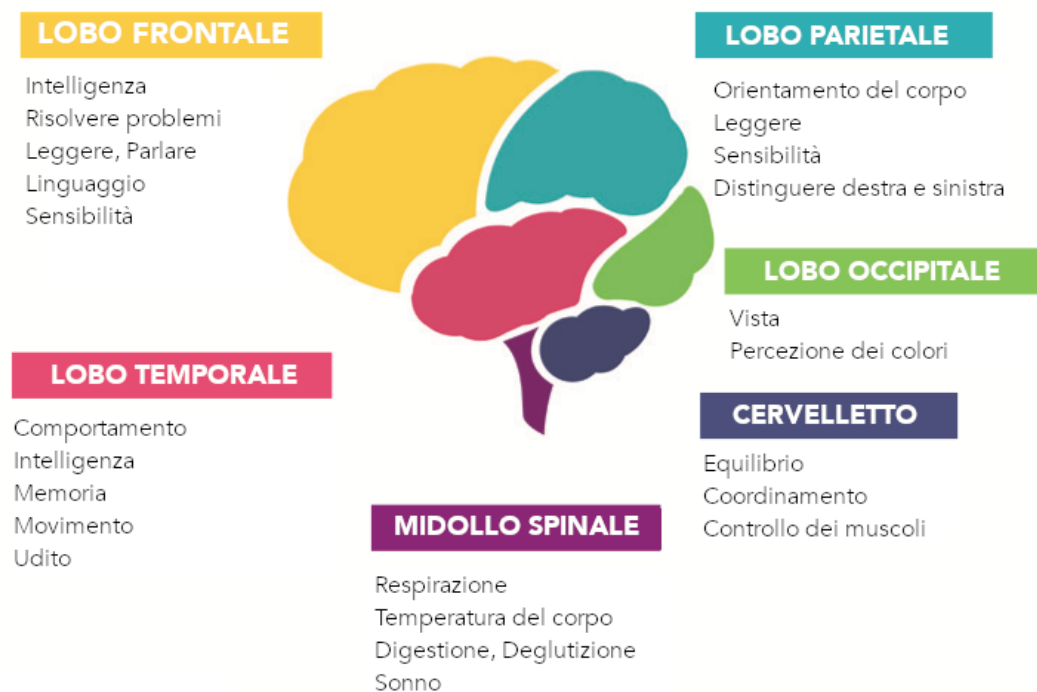 LOBO FRONTALE
Intelligenza
Risolvere problemi
Leggere, Parlare
Linguaggio
Sensibilità
LOBO PARIETALE
Orientamento del corpo
Leggere
Sensibilità
Distinguere destra e sinistra
LOBO OCCIPITALE
Vista
Percezione dei colori
LOBO TEMPORALE
Comportamento
Intelligenza
Memoria
Movimento
Udito
CERVELLETTO
Equilibrio
Coordinamento
Controllo dei muscoli
MIDOLLO SPINALE
Respirazione
Temperatura del corpo
Digestione, Deglutizione
Sonno